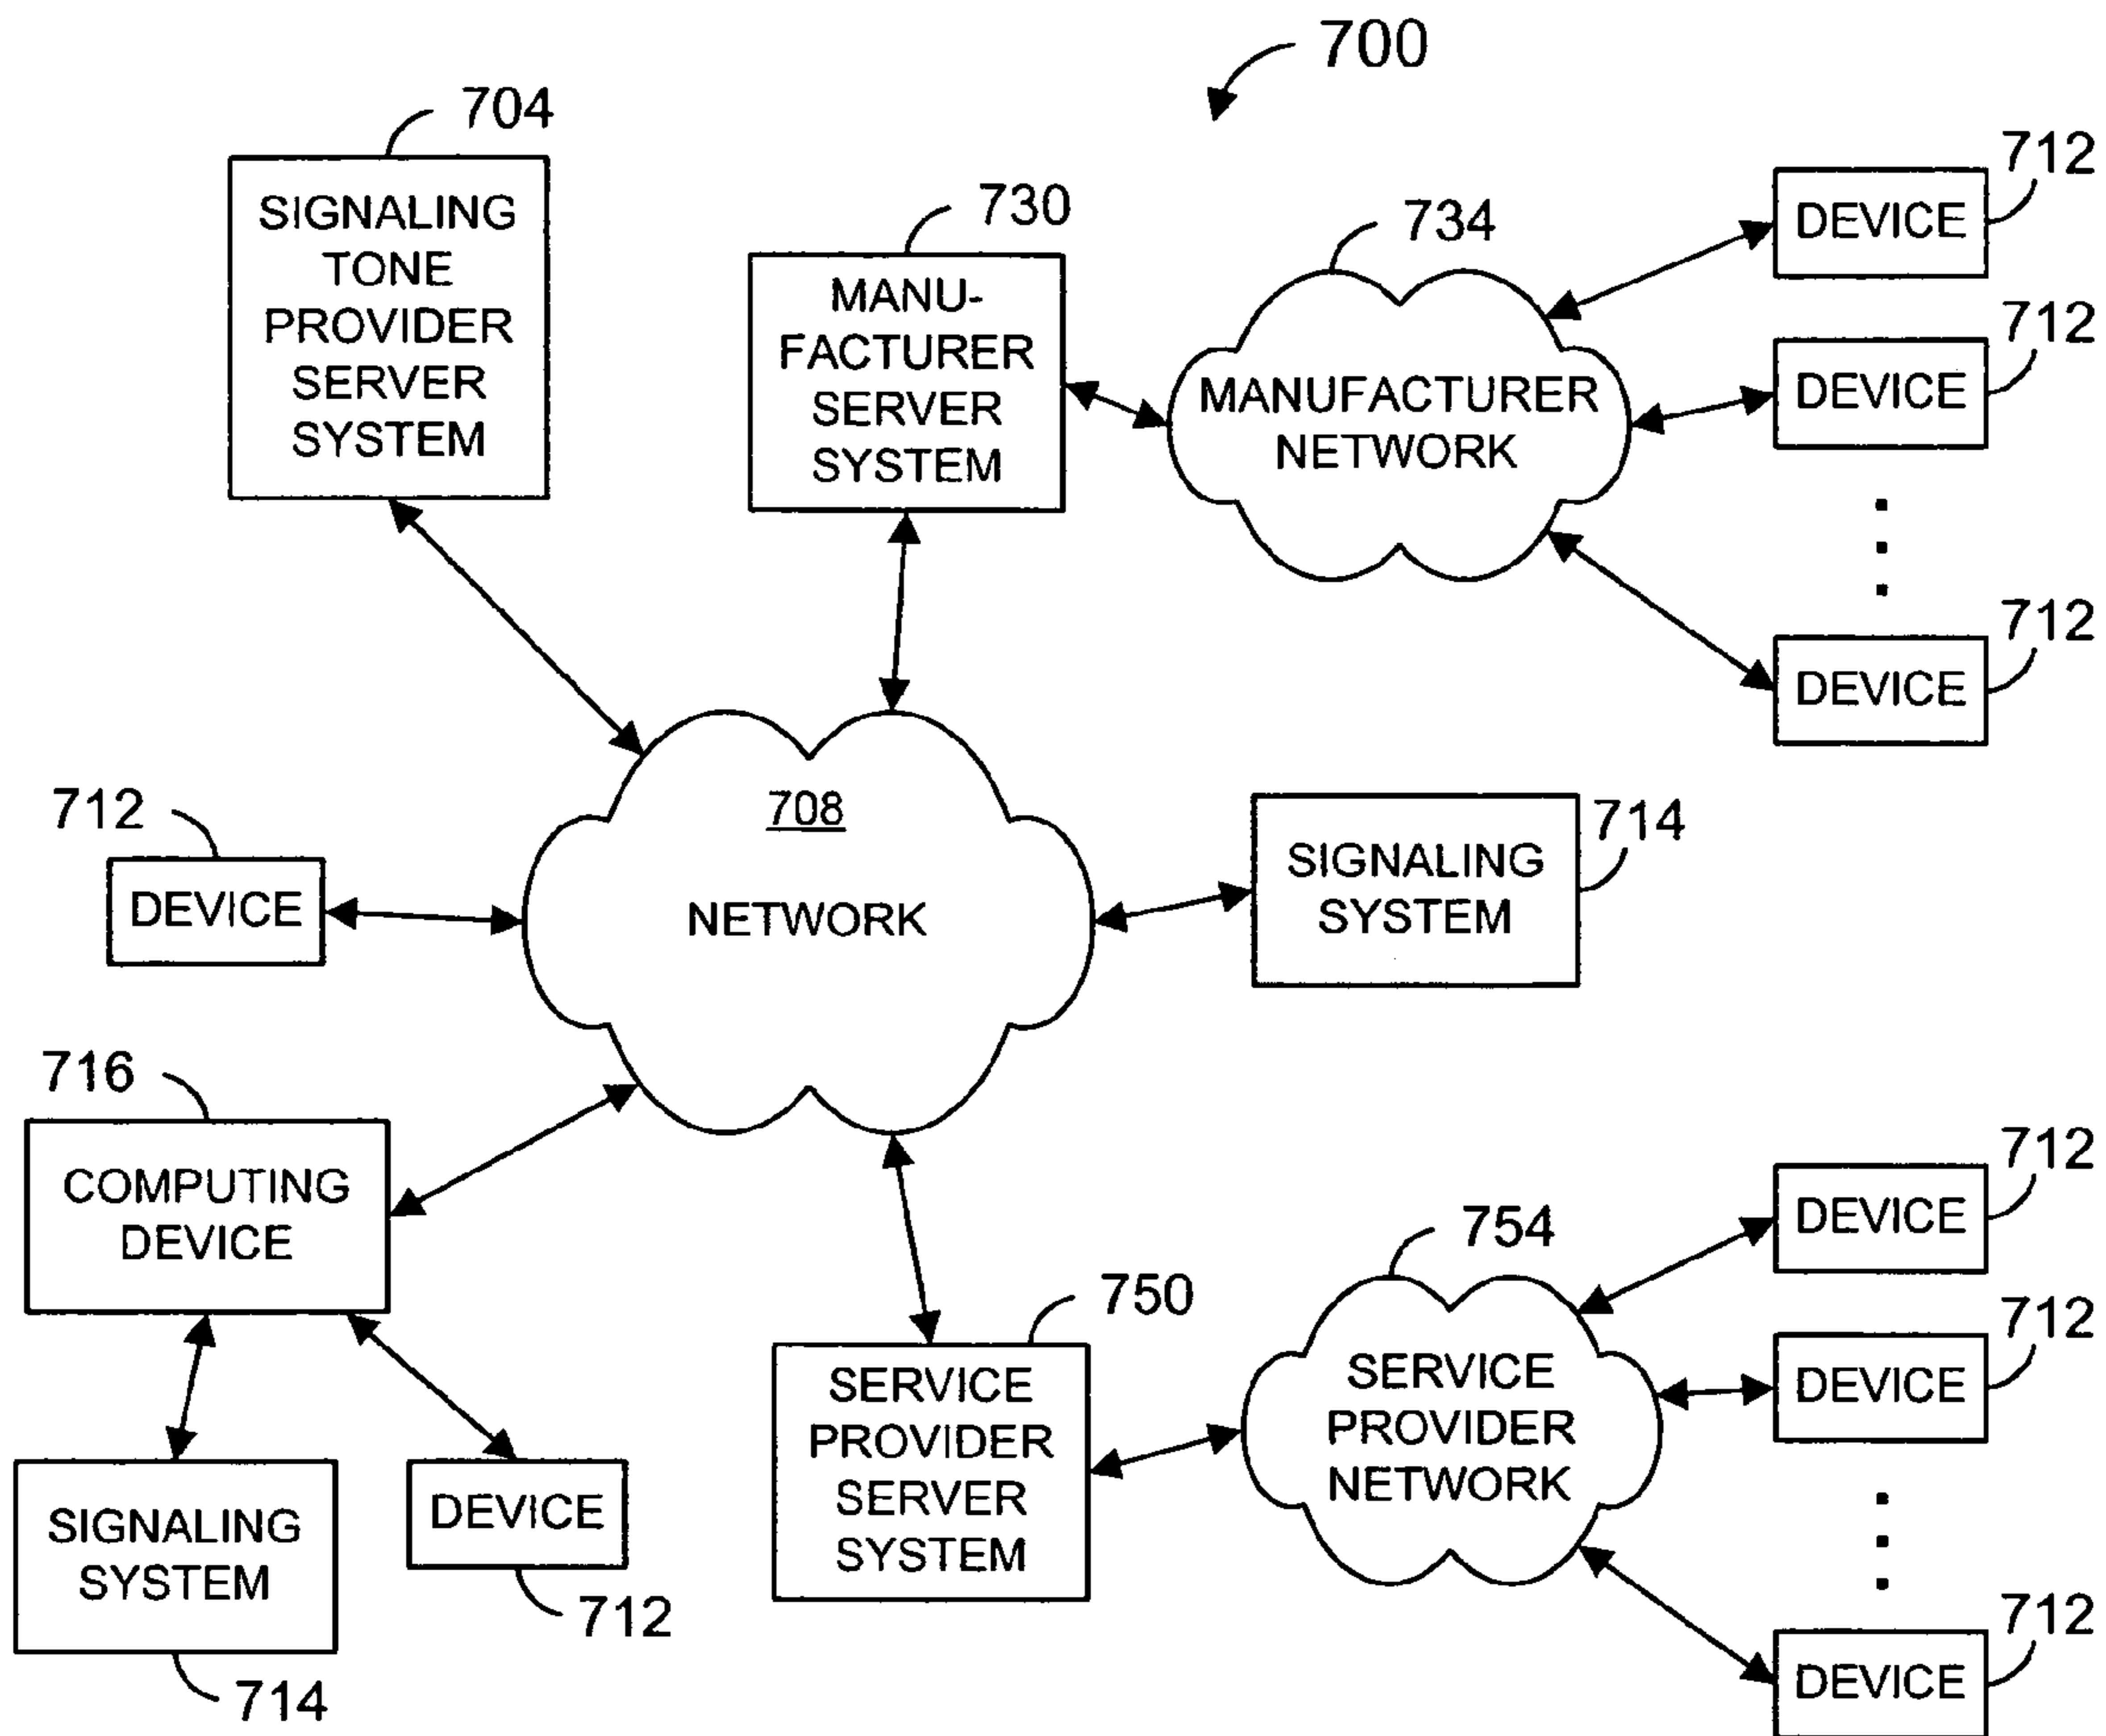 700
704
SIGNALING
TONE
PROVIDER
SERVER
SYSTEM
730
MANU-
FACTURER
SERVER
SYSTEM
734
MANUFACTURER
NETWORK
712
DEVICE
712
DEVICE
712
DEVICE
708
NETWORK
712
DEVICE
714
SIGNALING
SYSTEM
716
COMPUTING
DEVICE
SIGNALING
SYSTEM
714
DEVICE
712
750
SERVICE
PROVIDER
SERVER
SYSTEM
754
SERVICE
PROVIDER
NETWORK
712
DEVICE
712
DEVICE
712
DEVICE